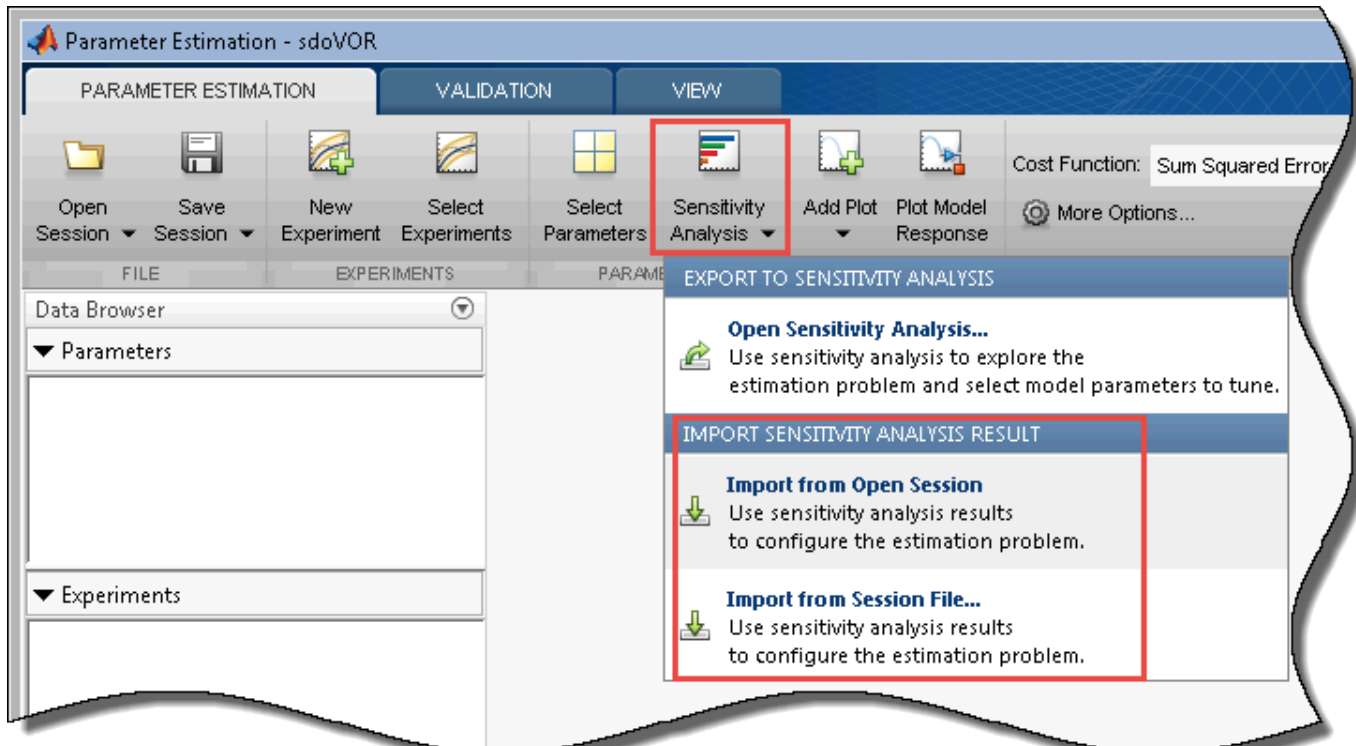 Parameter Estimation - sdoVOR
PARAMETER ESTIMATION VALIDATION VIEW
Open Session Save Session New Experiment Select Experiments Select Parameters Sensitivity Analysis Add Plot Plot Model Response
Cost Function: Sum Squared Error
More Options...
FILE EXPERIMENTS
Data Browser
Parameters
Experiments
EXPORT TO SENSITIVITY ANALYSIS
Open Sensitivity Analysis...
Use sensitivity analysis to explore the
estimation problem and select model parameters to tune.
IMPORT SENSITIVITY ANALYSIS RESULT
Import from Open Session
Use sensitivity analysis results
to configure the estimation problem.
Import from Session File...
Use sensitivity analysis results
to configure the estimation problem.